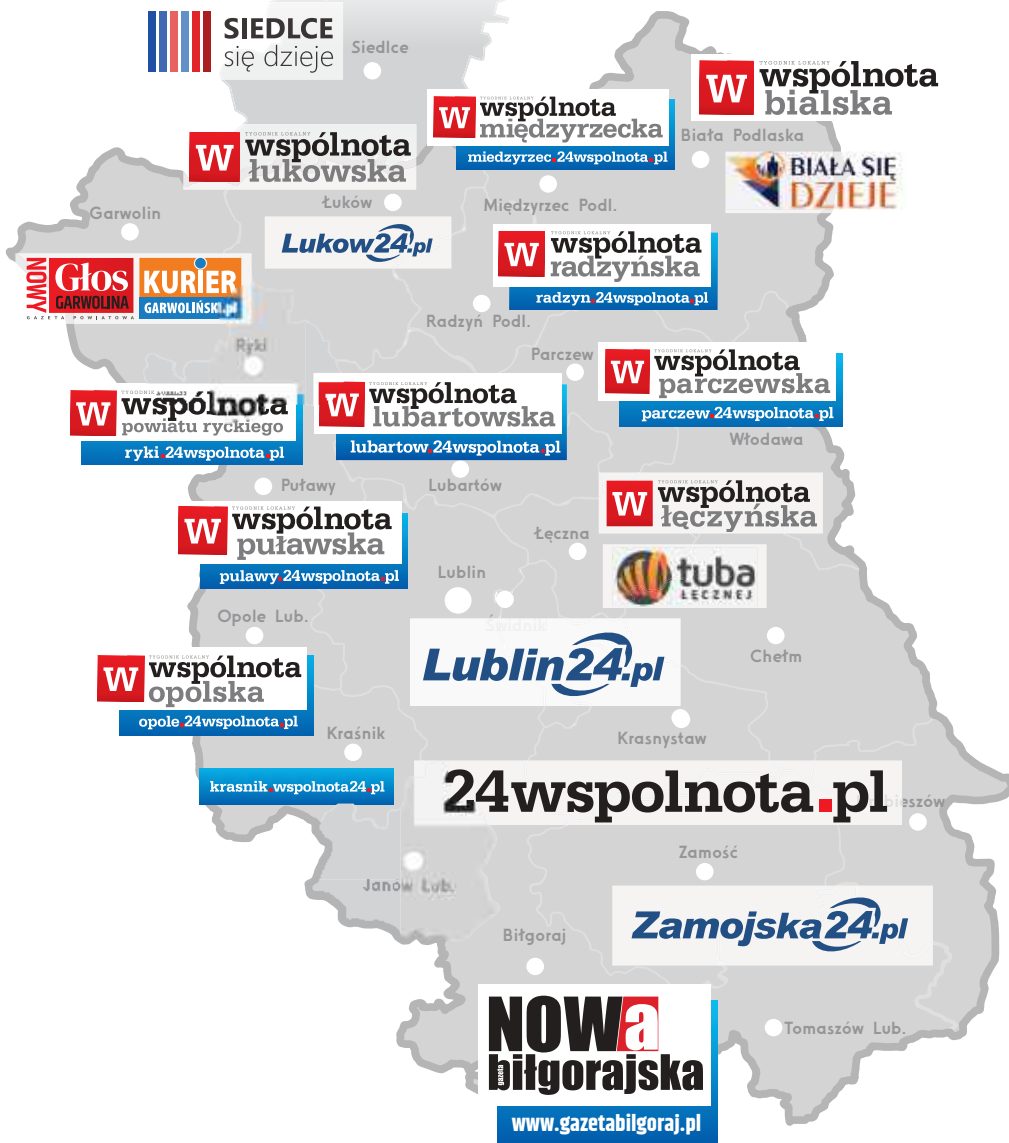 SIEDLCE
się dzieje
Siedlce
TYGODNIK LOKALNY
W wspólnota
bialska
TYGODNIK LOKALNY
W wspólnota
międzyrzecka
miedzyrzec.24wspolnota.pl
Biała Podlaska
TYGODNIK LOKALNY
W wspólnota
łukowska
BIAŁA SIĘ
DZIEJE
Łuków
Międzyrzec Podl.
Garwolin
Lukow24.pl
W wspólnota
radzyńska
radzyn.24wspolnota.pl
NOWY
Głos
GARWOLINA
GAZETA POWIATOWA
KURIER
GARWOLIŃSKI.pl
Radzyń Podl.
Ryki
Parczew
TYGODNIK LOKALNY
W wspólnota
parczewska
parczew.24wspolnota.pl
W wspólnota
powiatu ryckiego
ryki.24wspolnota.pl
TYGODNIK LOKALNY
W wspólnota
lubartowska
lubartow.24wspolnota.pl
Włodawa
Puławy
Lubartów
TYGODNIK LOKALNY
W wspólnota
łęczyńska
TYGODNIK LOKALNY
W wspólnota
puławska
pulawy.24wspolnota.pl
Łęczna
tuba
ŁĘCZNEJ
Lublin
Świdnik
Opole Lub.
Lublin24.pl
Chełm
TYGODNIK LOKALNY
W wspólnota
opolska
opole.24wspolnota.pl
Kraśnik
Krasnystaw
krasnik.wspolnota24.pl
24wspolnota.pl
bieszów
Zamość
Janów Lub.
Zamojska24.pl
Biłgoraj
NOWa
gazeta
biłgorajska
www.gazetabilgoraj.pl
Tomaszów Lub.